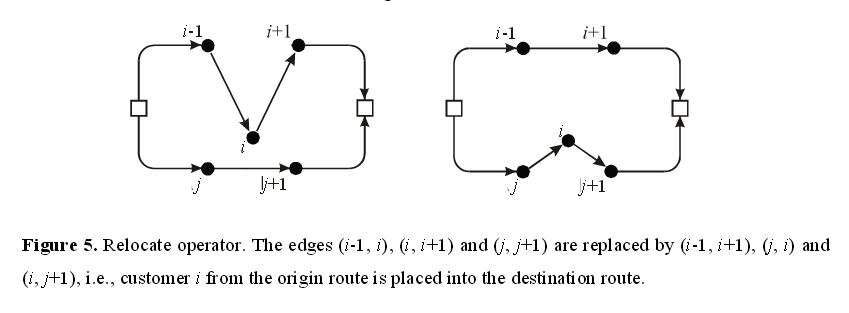 i-1 i+1 i-1 i+1
i i
j j+1 j j+1
Figure 5. Relocate operator. The edges (i-1, i), (i, i+1) and (j, j+1) are replaced by (i-1, i+1), (j, i) and
(i, j+1), i.e., customer i from the origin route is placed into the destination route.